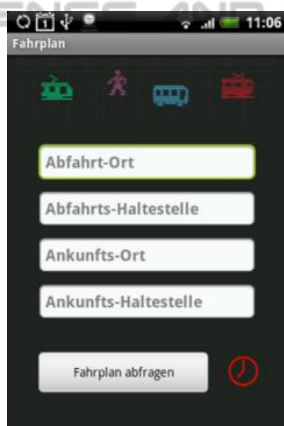 11:06
Fahrplan
Abfahrt-Ort
Abfahrts-Haltestelle
Ankunfts-Ort
Ankunfts-Haltestelle
Fahrplan abfragen